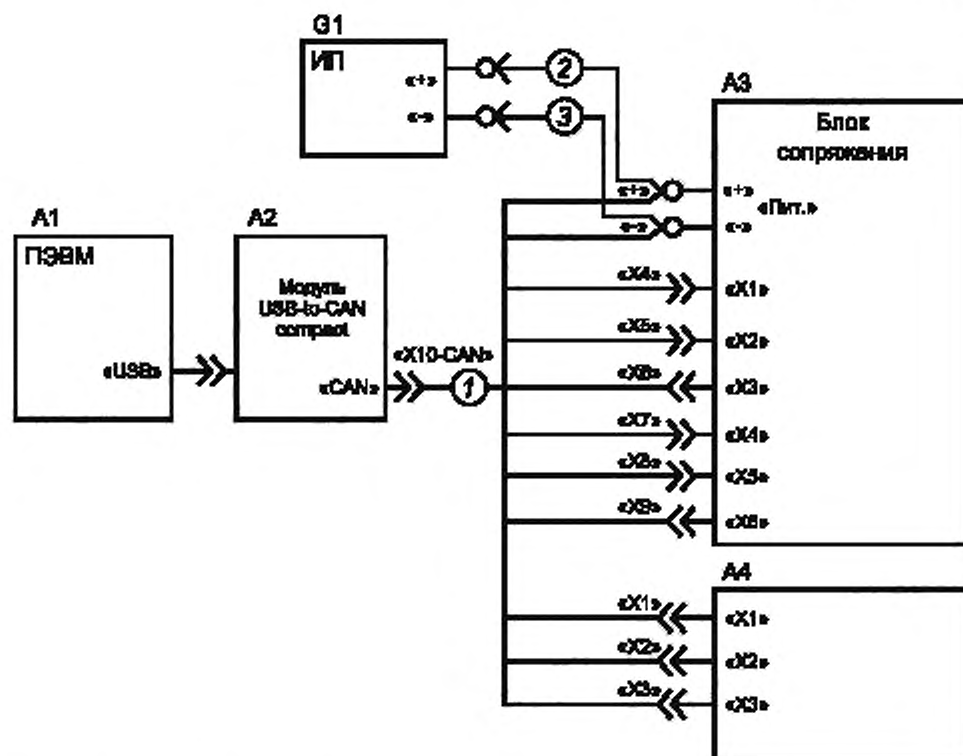 G1
ИП
«+»
«-»
2
3
A3
Блок
сопряжения
«+»
«-»
«+»
«Пит.»
«-»
A1
ПЭВМ
«USB»
A2
Модуль
USB-to-CAN
compact
«CAN»
«X10-CAN»
1
«X4»
«X1»
«X5»
«X2»
«X6»
«X3»
«X7»
«X4»
«X8»
«X5»
«X9»
«X6»
A4
«X1»
«X1»
«X2»
«X2»
«X3»
«X3»